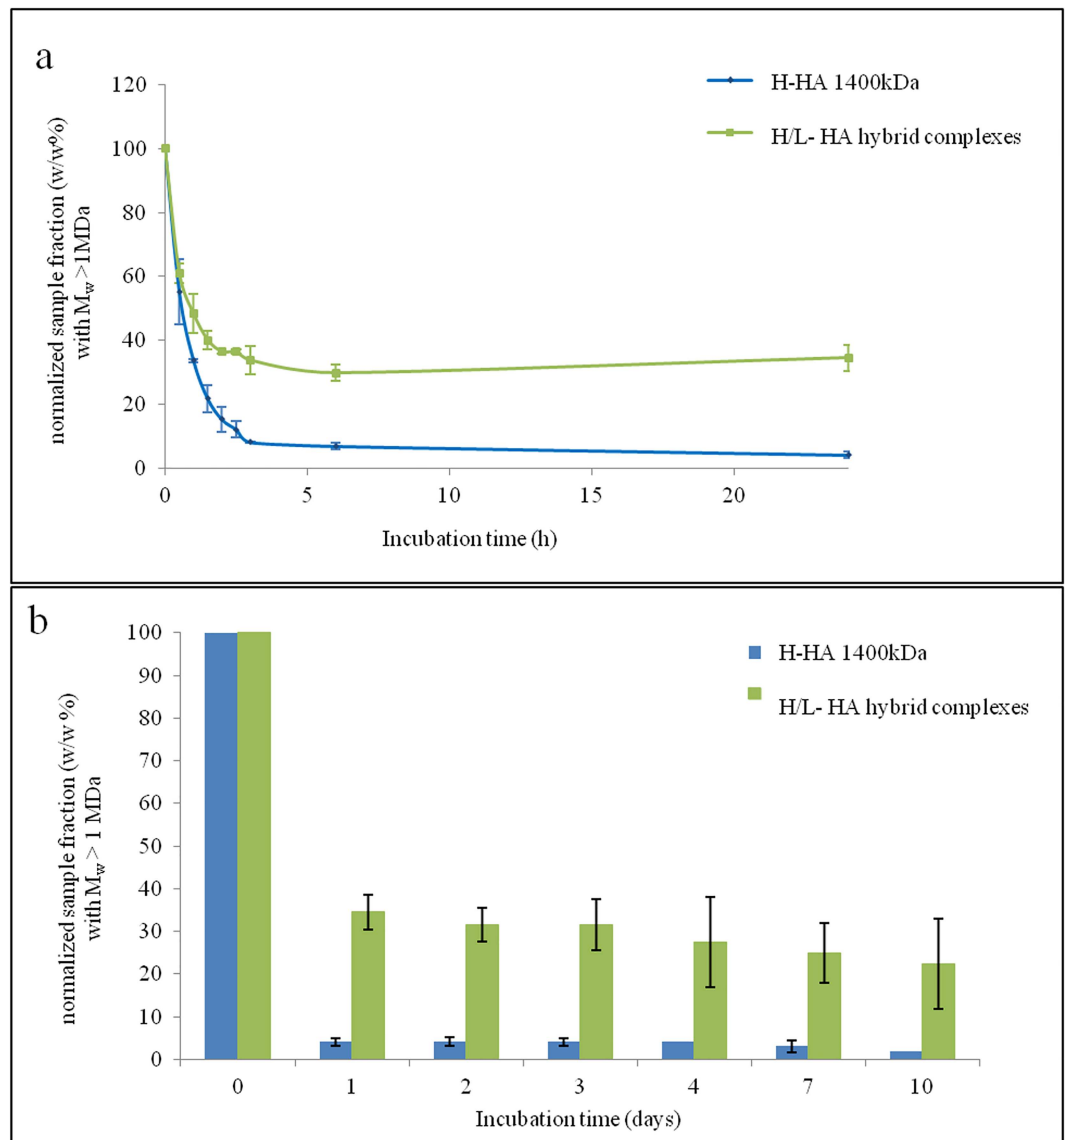 a
120
100
80
60
40
20
0
normalized sample fraction (w/w%)
with Mw >1MDa
H-HA 1400kDa
H/L- HA hybrid complexes
0 5 10 15 20
Incubation time (h)
b
100
90
80
70
60
50
40
30
20
10
0
normalized sample fraction (w/w %)
with Mw > 1 MDa
H-HA 1400kDa
H/L- HA hybrid complexes
0 1 2 3 4 7 10
Incubation time (days)